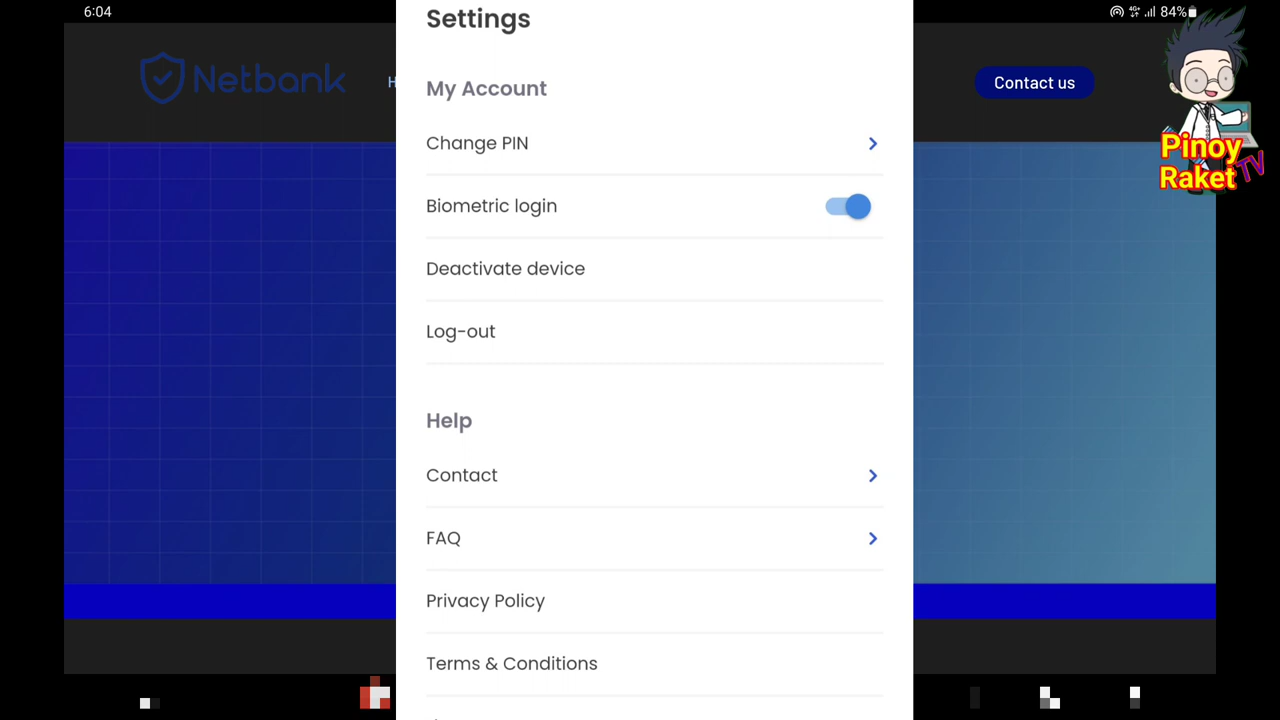 6:04
84%
Netbank
H
Contact us
Pinoy
Raket TV
Settings
My Account
Change PIN
Biometric login
Deactivate device
Log-out
Help
Contact
FAQ
Privacy Policy
Terms & Conditions